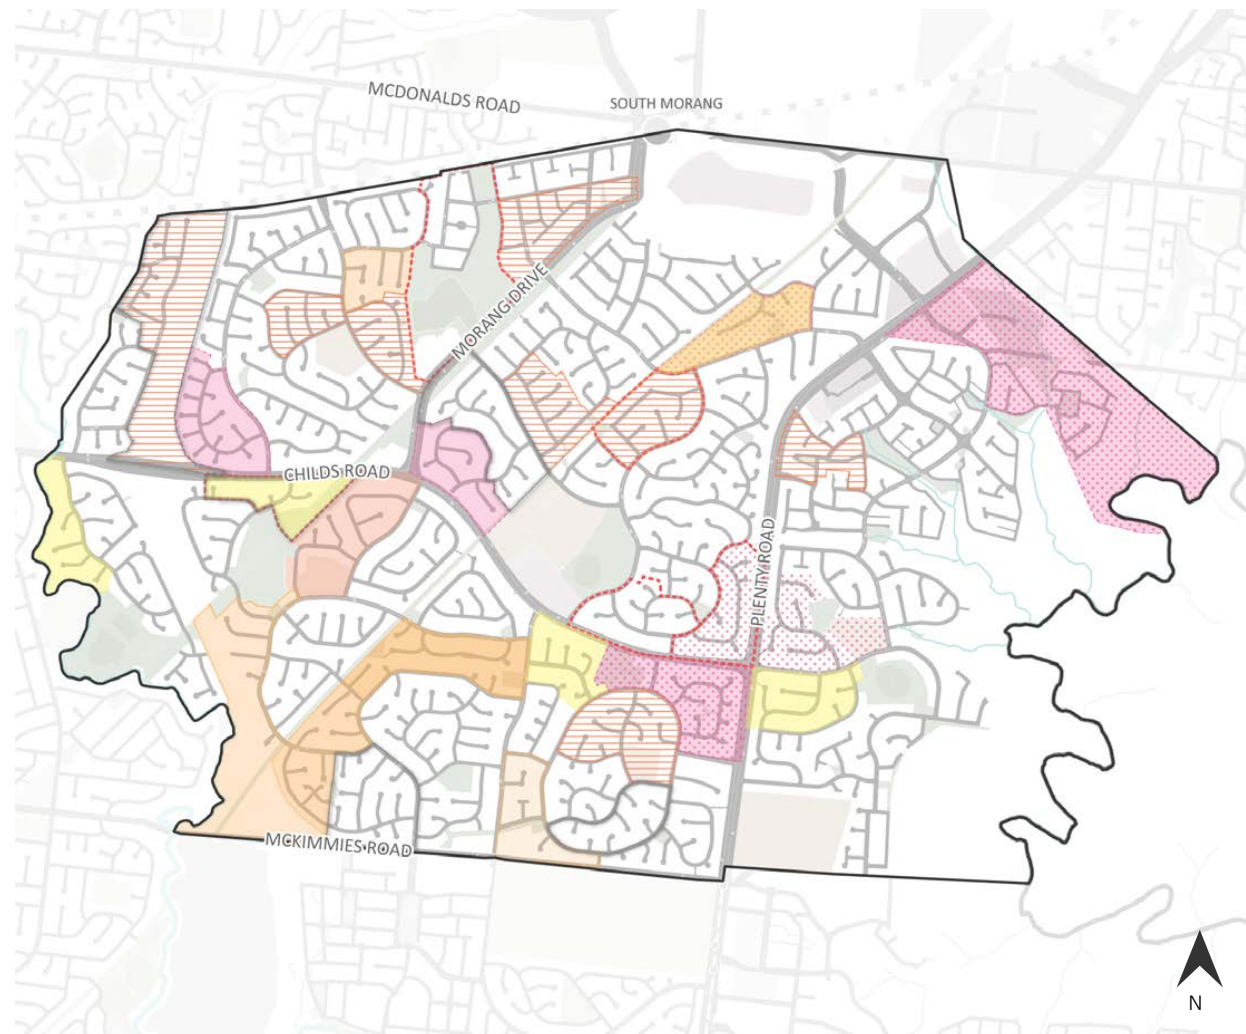 MCDONALDS ROAD
SOUTH MORANG
MORANG DRIVE
CHILDS ROAD
PLENTY ROAD
MCKIMMIES ROAD
N